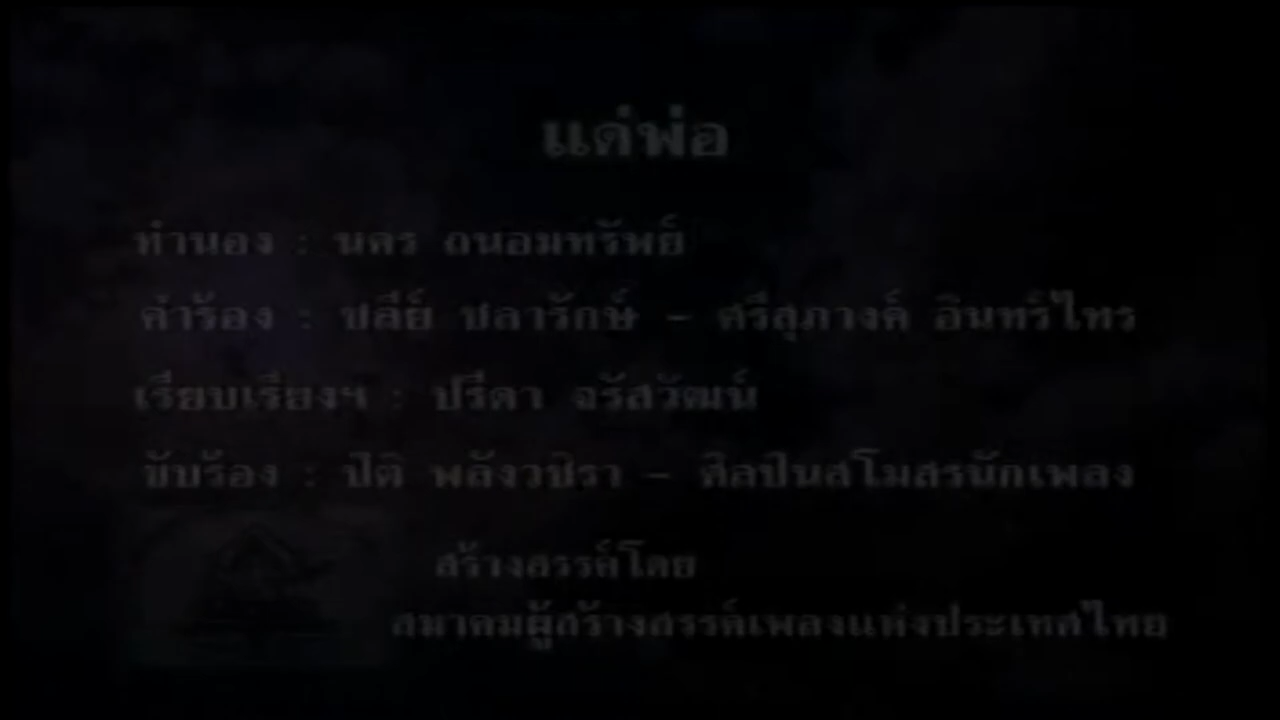 แด่พ่อ
ทำนอง : นคร ถนอมทรัพย์
คำร้อง : ชลีย์ ชลารักษ์ - ศรีสุภางค์ อินทร์ไทร
เรียบเรียงฯ : ปรีดา จรัสวัฒน์
ขับร้อง : ปิติ พลังวชิรา - ศิลปินสโมสรนักเพลง
สร้างสรรค์โดย
สมาคมผู้สร้างสรรค์เพลงแห่งประเทศไทย